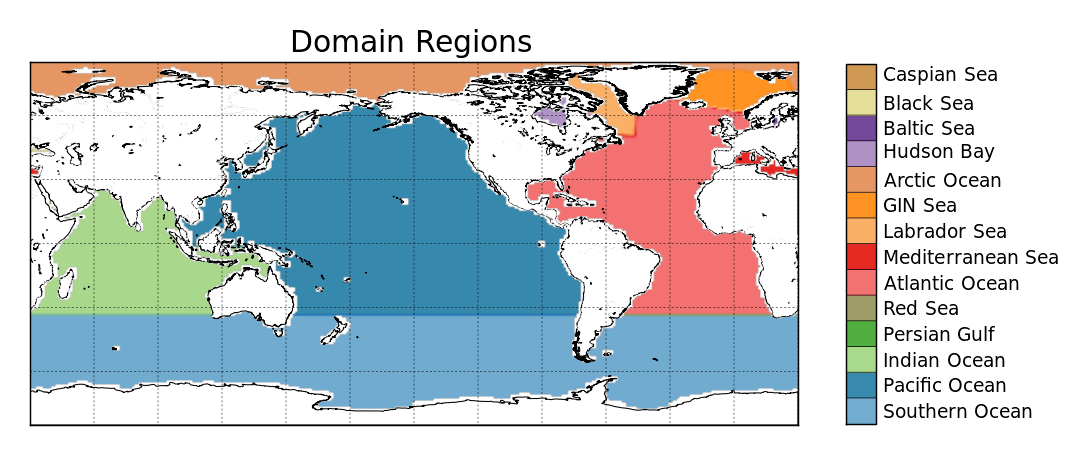 Domain Regions
Caspian Sea
Black Sea
Baltic Sea
Hudson Bay
Arctic Ocean
GIN Sea
Labrador Sea
Mediterranean Sea
Atlantic Ocean
Red Sea
Persian Gulf
Indian Ocean
Pacific Ocean
Southern Ocean